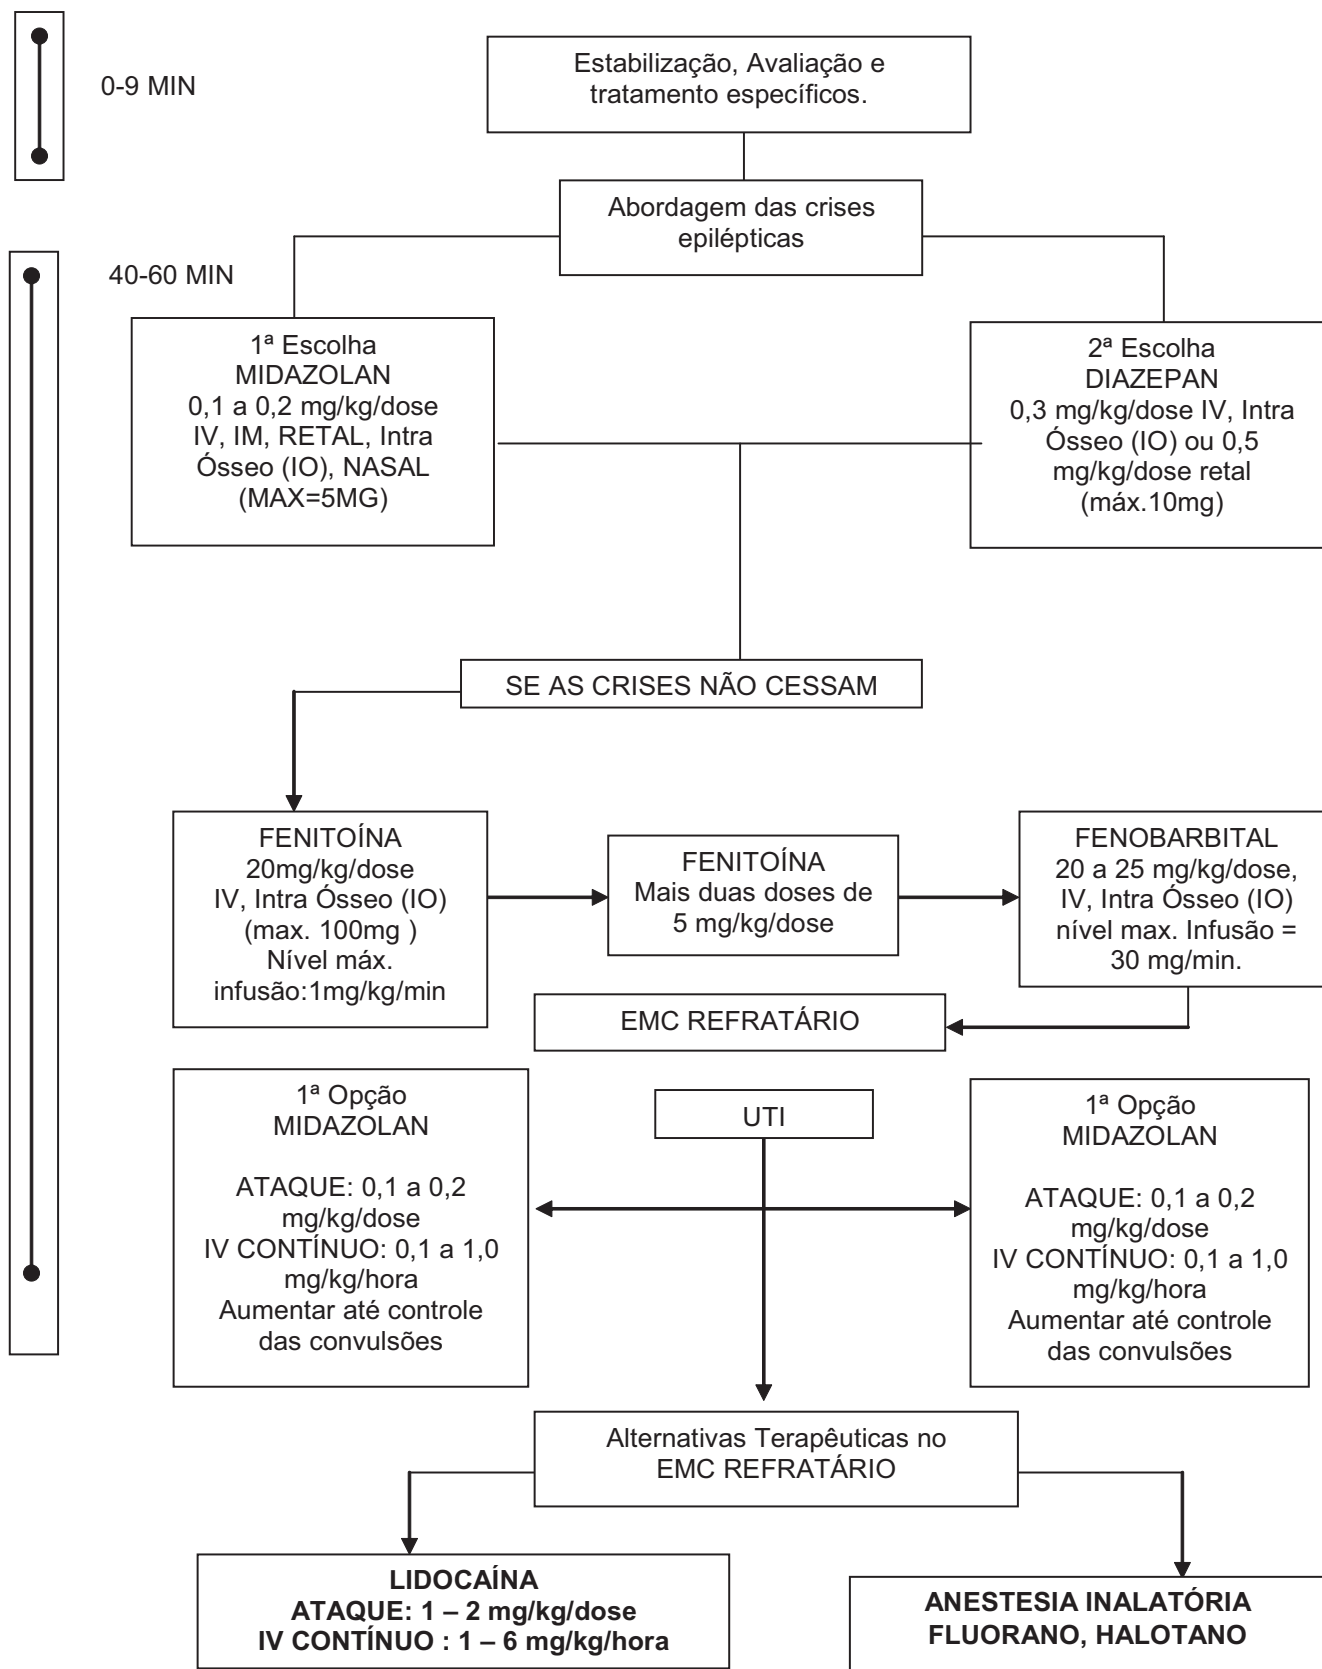 0-9 MIN
Estabilização, Avaliação e
tratamento específicos.
Abordagem das crises
epilépticas
40-60 MIN
1ª Escolha
MIDAZOLAN
0,1 a 0,2 mg/kg/dose
IV, IM, RETAL, Intra
Ósseo (IO), NASAL
(MAX=5MG)
2ª Escolha
DIAZEPAN
0,3 mg/kg/dose IV, Intra
Ósseo (IO) ou 0,5
mg/kg/dose retal
(máx.10mg)
SE AS CRISES NÃO CESSAM
FENITOÍNA
20mg/kg/dose
IV, Intra Ósseo (IO)
(max. 100mg )
Nível máx.
infusão:1mg/kg/min
FENITOÍNA
Mais duas doses de
5 mg/kg/dose
FENOBARBITAL
20 a 25 mg/kg/dose,
IV, Intra Ósseo (IO)
nível max. Infusão =
30 mg/min.
EMC REFRATÁRIO
1ª Opção
MIDAZOLAN
ATAQUE: 0,1 a 0,2
mg/kg/dose
IV CONTÍNUO: 0,1 a 1,0
mg/kg/hora
Aumentar até controle
das convulsões
UTI
1ª Opção
MIDAZOLAN
ATAQUE: 0,1 a 0,2
mg/kg/dose
IV CONTÍNUO: 0,1 a 1,0
mg/kg/hora
Aumentar até controle
das convulsões
Alternativas Terapêuticas no
EMC REFRATÁRIO
LIDOCAÍNA
ATAQUE: 1 – 2 mg/kg/dose
IV CONTÍNUO : 1 – 6 mg/kg/hora
ANESTESIA INALATÓRIA
FLUORANO, HALOTANO